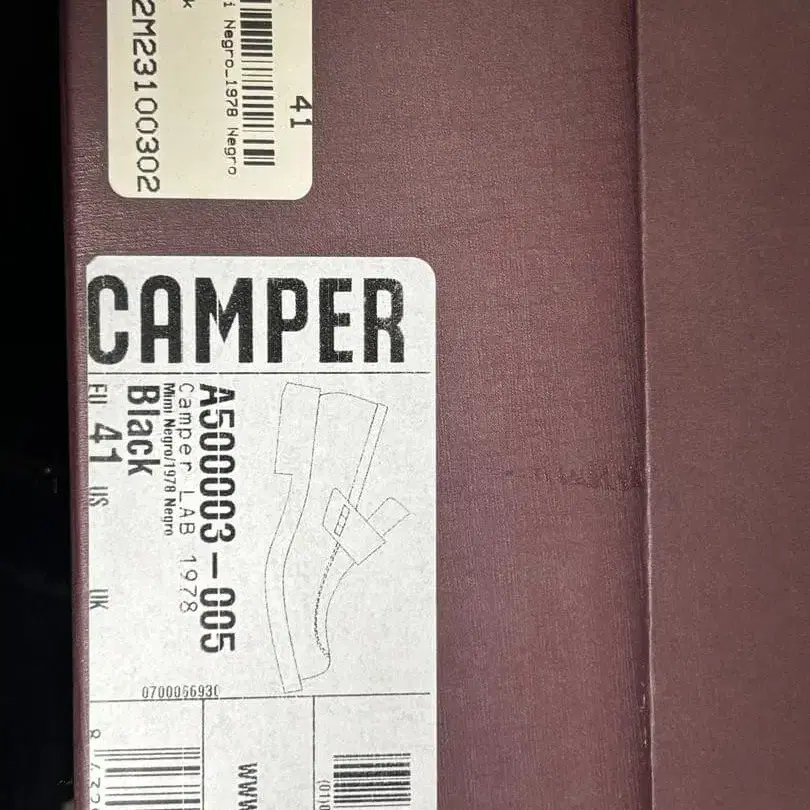 41
i Negro_1978 Negro
k
2M23100302
CAMPER
A500003-005
Camper LAB 1978
Mimi Negro/1978 Negro
Black
EU 41 US UK
WWW